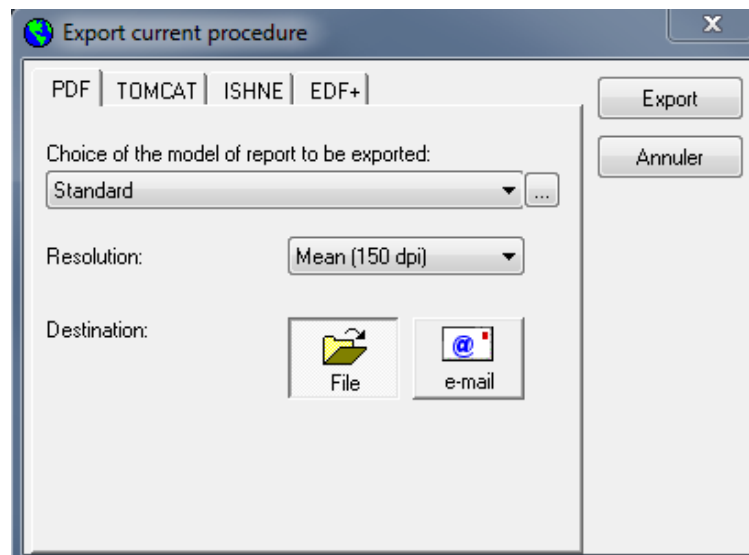 Export current procedure
X
PDF TOMCAT ISHNE EDF+
Export
Annuler
Choice of the model of report to be exported:
Standard ...
Resolution: Mean (150 dpi)
Destination:
@
File e-mail